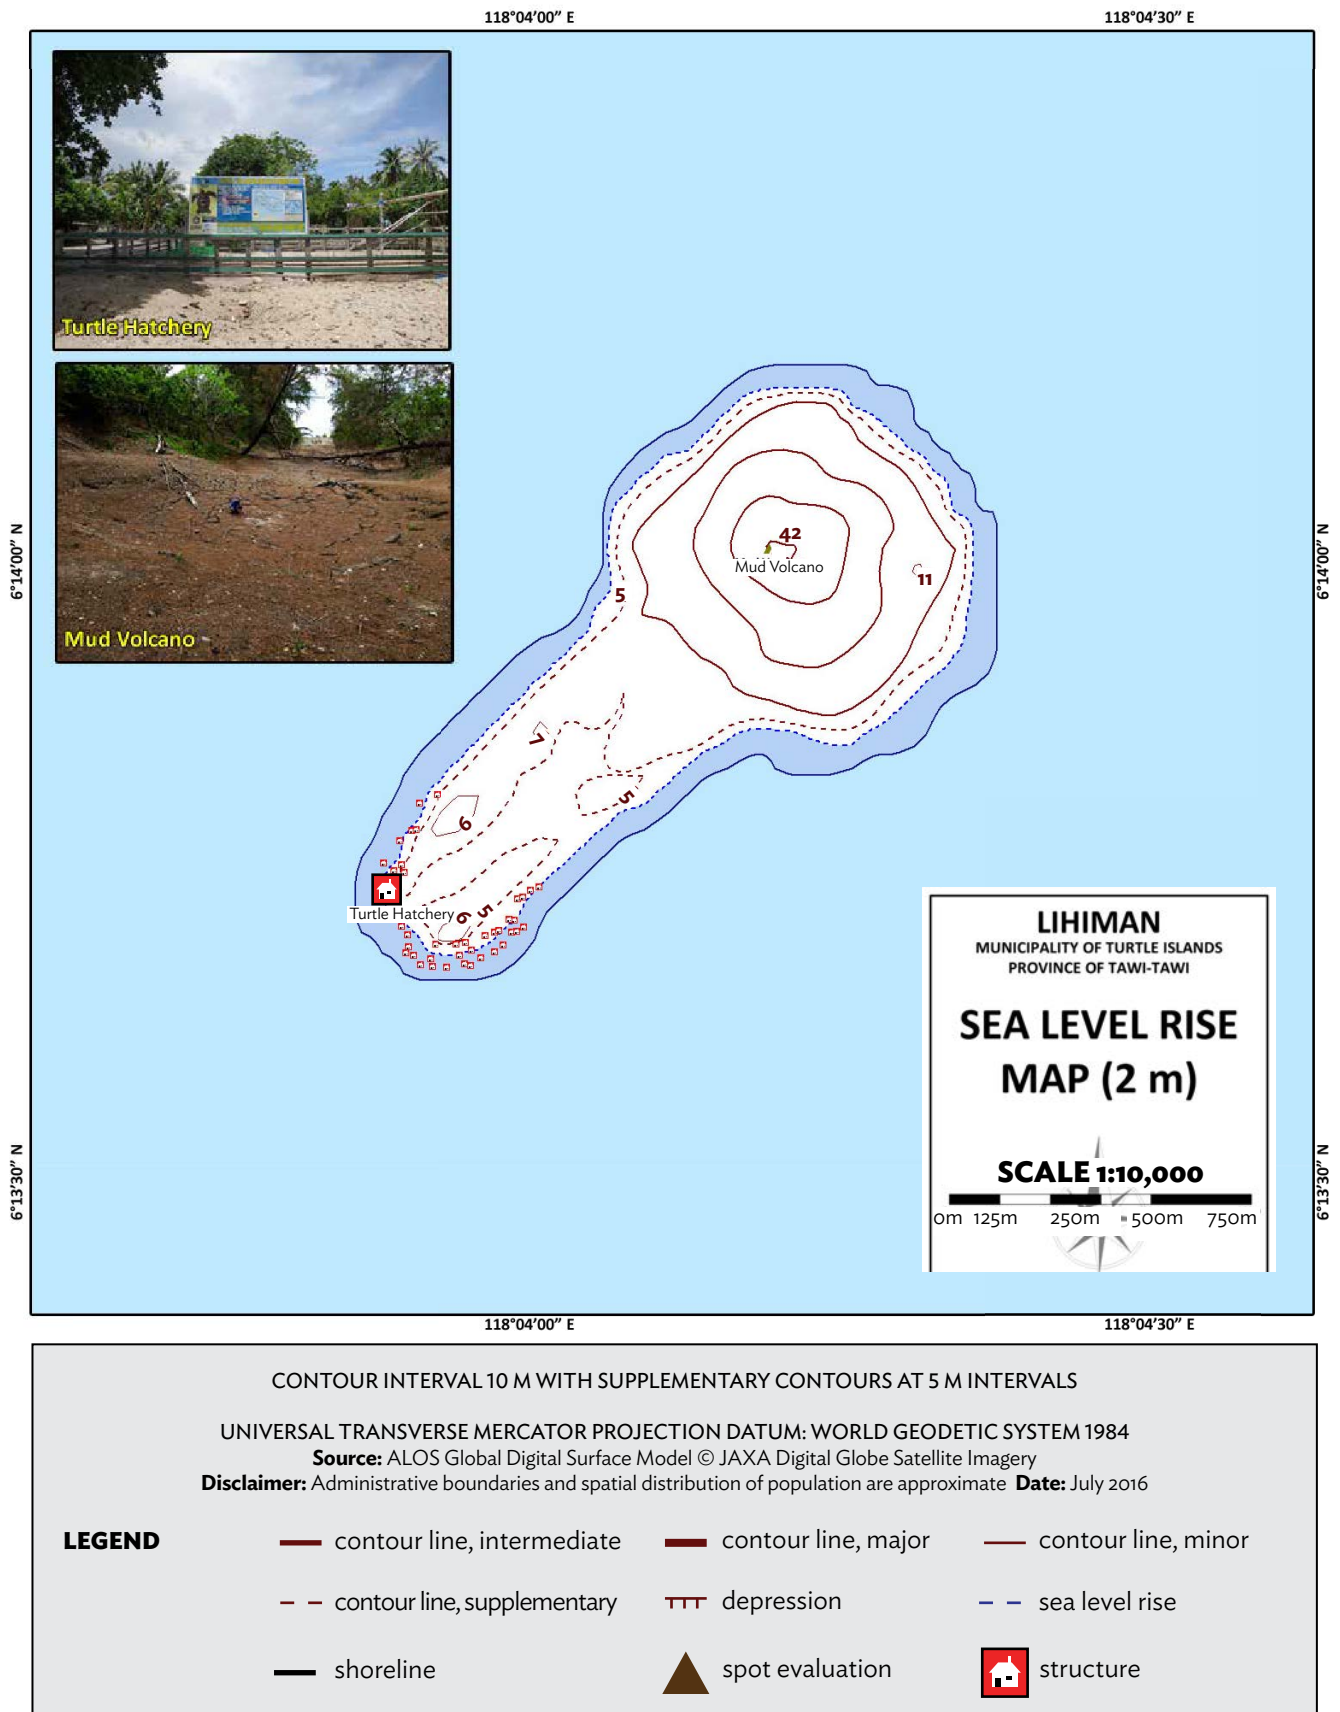 118°04'00" E
118°04'30" E
Turtle Hatchery
Mud Volcano
6°14'00" N
6°14'00" N
42
Mud Volcano
11
5
7
5
6
Turtle Hatchery
6
5
LIHIMAN
MUNICIPALITY OF TURTLE ISLANDS
PROVINCE OF TAWI-TAWI
SEA LEVEL RISE
MAP (2 m)
SCALE 1:10,000
0m 125m 250m 500m 750m
6°13'30" N
6°13'30" N
118°04'00" E
118°04'30" E
CONTOUR INTERVAL 10 M WITH SUPPLEMENTARY CONTOURS AT 5 M INTERVALS
UNIVERSAL TRANSVERSE MERCATOR PROJECTION DATUM: WORLD GEODETIC SYSTEM 1984
Source: ALOS Global Digital Surface Model © JAXA Digital Globe Satellite Imagery
Disclaimer: Administrative boundaries and spatial distribution of population are approximate Date: July 2016
LEGEND
contour line, intermediate
contour line, major
contour line, minor
contour line, supplementary
depression
sea level rise
shoreline
spot evaluation
structure